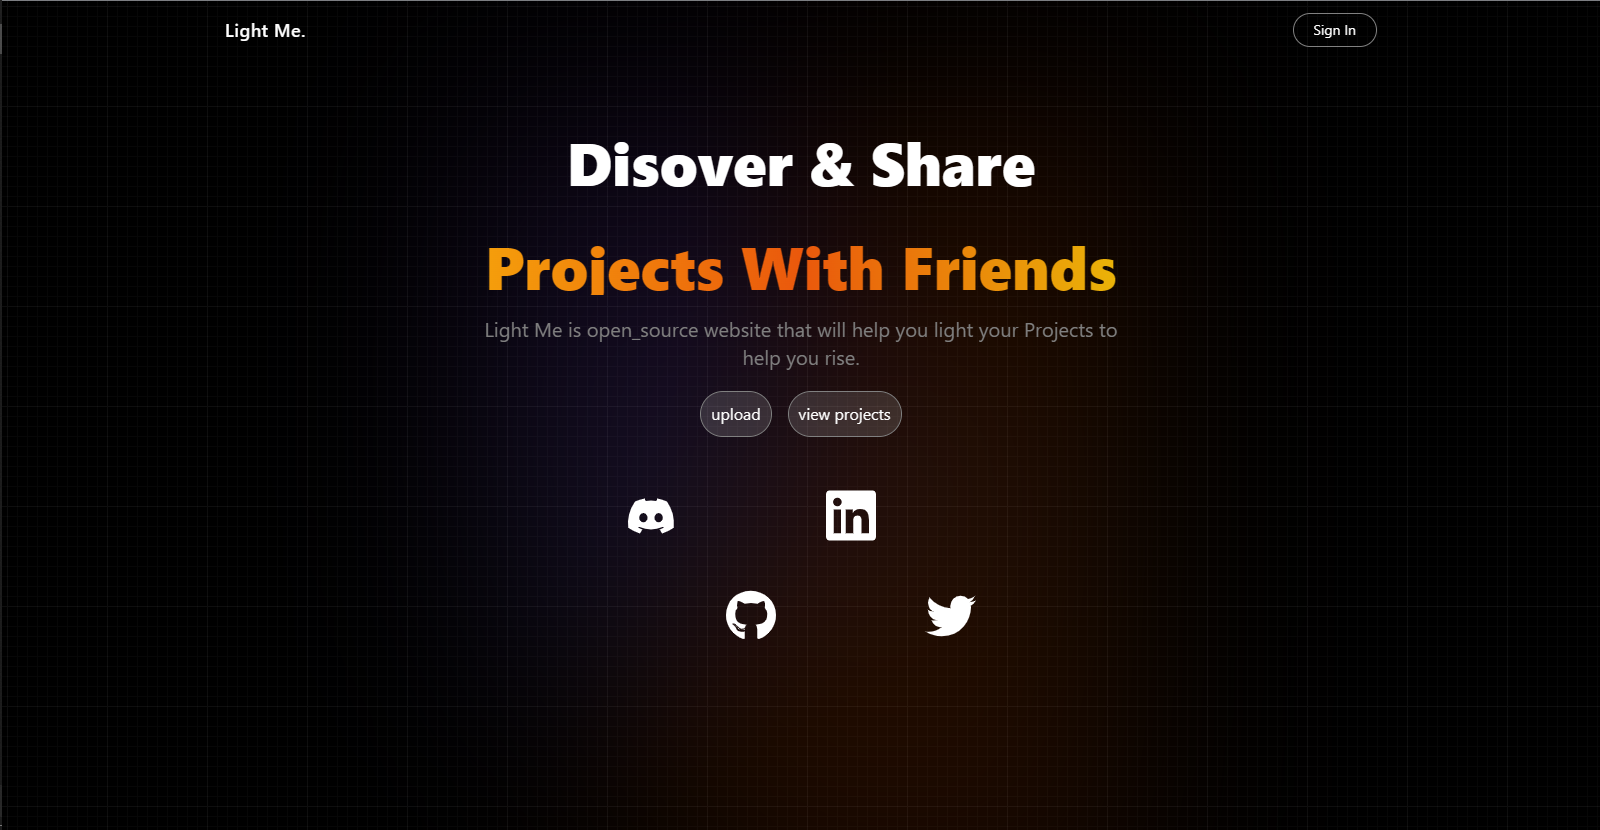 Light Me.
Sign In
Disover & Share
Projects With Friends
Light Me is open_source website that will help you light your Projects to
help you rise.
upload
view projects
in